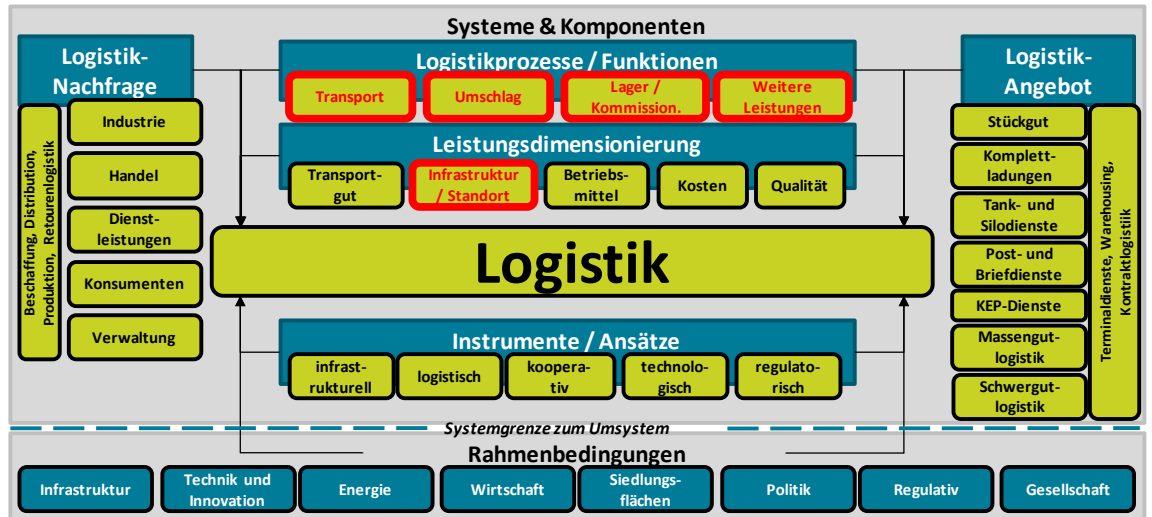 Systeme & Komponenten
Logistik-
Nachfrage
Beschaffung, Distribution,
Produktion, Retourenlogistik
Industrie
Handel
Dienst-
leistungen
Konsumenten
Verwaltung
Logistikprozesse / Funktionen
Transport
Umschlag
Lager /
Kommission.
Weitere
Leistungen
Leistungsdimensionierung
Transport-
gut
Infrastruktur
/ Standort
Betriebs-
mittel
Kosten
Qualität
Logistik
Instrumente / Ansätze
infrast-
rukturell
logistisch
koopera-
tiv
technolo-
gisch
regulato-
risch
Logistik-
Angebot
Stückgut
Komplett-
ladungen
Tank- und
Silodienste
Post- und
Briefdienste
KEP-Dienste
Massengut-
logistik
Schwergut-
logistik
Terminaldienste, Warehousing,
Kontraktlogistiik
Systemgrenze zum Umsystem
Rahmenbedingungen
Infrastruktur
Technik und
Innovation
Energie
Wirtschaft
Siedlungs-
flächen
Politik
Regulativ
Gesellschaft